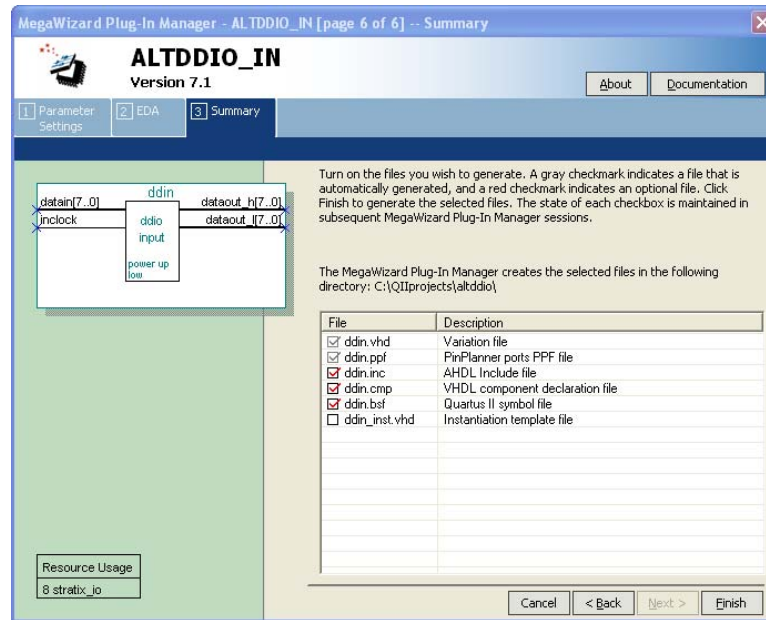 MegaWizard Plug-In Manager - ALTDDIO_IN [page 6 of 6] -- Summary
ALTDDIO_IN
Version 7.1
About
Documentation
1 Parameter Settings
2 EDA
3 Summary
ddin
datain[7..0]
inclock
dataout_h[7..0]
dataout_l[7..0]
ddio
input
power up
low
Turn on the files you wish to generate. A gray checkmark indicates a file that is
automatically generated, and a red checkmark indicates an optional file. Click
Finish to generate the selected files. The state of each checkbox is maintained in
subsequent MegaWizard Plug-In Manager sessions.
The MegaWizard Plug-In Manager creates the selected files in the following
directory: C:\QIIprojects\altddio\
File Description
ddin.vhd Variation file
ddin.ppf PinPlanner ports PPF file
ddin.inc AHDL Include file
ddin.cmp VHDL component declaration file
ddin.bsf Quartus II symbol file
ddin_inst.vhd Instantiation template file
Resource Usage
8 stratix_io
Cancel
< Back
Next >
Finish